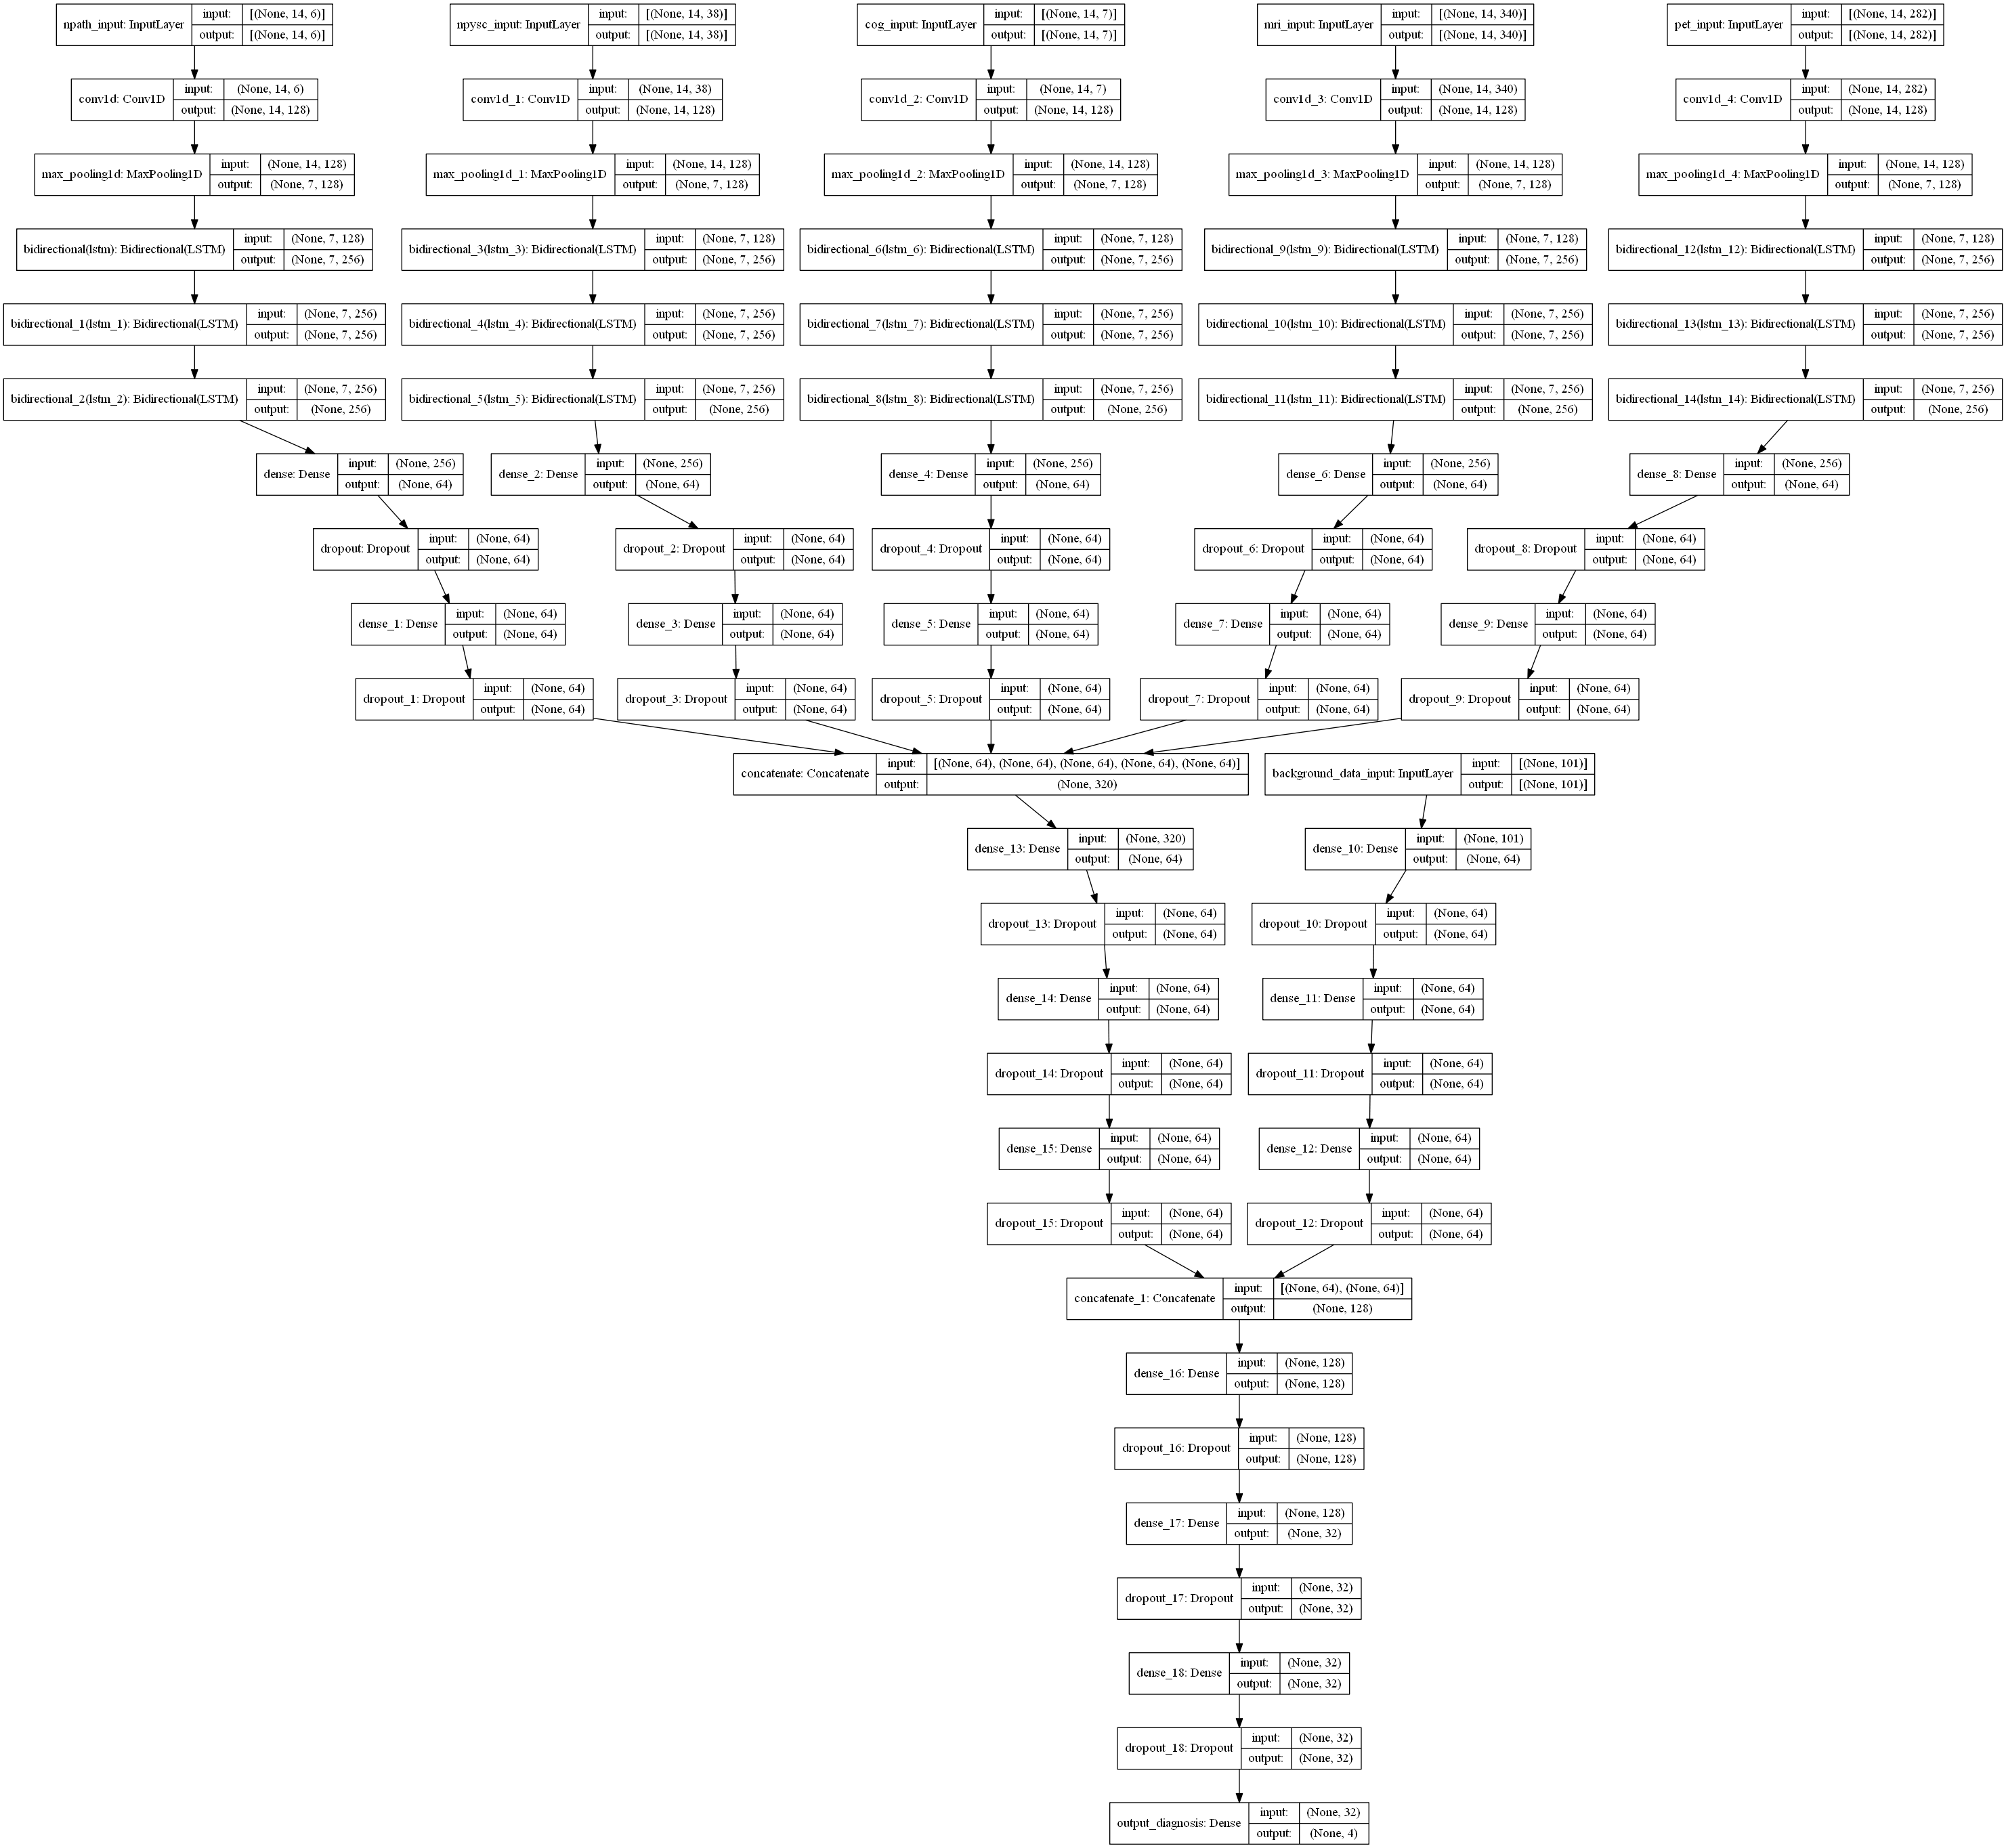 npath_input: InputLayer
input: [(None, 14, 6)]
output: [(None, 14, 6)]
npysc_input: InputLayer
input: [(None, 14, 38)]
output: [(None, 14, 38)]
cog_input: InputLayer
input: [(None, 14, 7)]
output: [(None, 14, 7)]
mri_input: InputLayer
input: [(None, 14, 340)]
output: [(None, 14, 340)]
pet_input: InputLayer
input: [(None, 14, 282)]
output: [(None, 14, 282)]
conv1d: Conv1D
input: (None, 14, 6)
output: (None, 14, 128)
conv1d_1: Conv1D
input: (None, 14, 38)
output: (None, 14, 128)
conv1d_2: Conv1D
input: (None, 14, 7)
output: (None, 14, 128)
conv1d_3: Conv1D
input: (None, 14, 340)
output: (None, 14, 128)
conv1d_4: Conv1D
input: (None, 14, 282)
output: (None, 14, 128)
max_pooling1d: MaxPooling1D
input: (None, 14, 128)
output: (None, 7, 128)
max_pooling1d_1: MaxPooling1D
input: (None, 14, 128)
output: (None, 7, 128)
max_pooling1d_2: MaxPooling1D
input: (None, 14, 128)
output: (None, 7, 128)
max_pooling1d_3: MaxPooling1D
input: (None, 14, 128)
output: (None, 7, 128)
max_pooling1d_4: MaxPooling1D
input: (None, 14, 128)
output: (None, 7, 128)
bidirectional(lstm): Bidirectional(LSTM)
input: (None, 7, 128)
output: (None, 7, 256)
bidirectional_3(lstm_3): Bidirectional(LSTM)
input: (None, 7, 128)
output: (None, 7, 256)
bidirectional_6(lstm_6): Bidirectional(LSTM)
input: (None, 7, 128)
output: (None, 7, 256)
bidirectional_9(lstm_9): Bidirectional(LSTM)
input: (None, 7, 128)
output: (None, 7, 256)
bidirectional_12(lstm_12): Bidirectional(LSTM)
input: (None, 7, 128)
output: (None, 7, 256)
bidirectional_1(lstm_1): Bidirectional(LSTM)
input: (None, 7, 256)
output: (None, 7, 256)
bidirectional_4(lstm_4): Bidirectional(LSTM)
input: (None, 7, 256)
output: (None, 7, 256)
bidirectional_7(lstm_7): Bidirectional(LSTM)
input: (None, 7, 256)
output: (None, 7, 256)
bidirectional_10(lstm_10): Bidirectional(LSTM)
input: (None, 7, 256)
output: (None, 7, 256)
bidirectional_13(lstm_13): Bidirectional(LSTM)
input: (None, 7, 256)
output: (None, 7, 256)
bidirectional_2(lstm_2): Bidirectional(LSTM)
input: (None, 7, 256)
output: (None, 256)
bidirectional_5(lstm_5): Bidirectional(LSTM)
input: (None, 7, 256)
output: (None, 256)
bidirectional_8(lstm_8): Bidirectional(LSTM)
input: (None, 7, 256)
output: (None, 256)
bidirectional_11(lstm_11): Bidirectional(LSTM)
input: (None, 7, 256)
output: (None, 256)
bidirectional_14(lstm_14): Bidirectional(LSTM)
input: (None, 7, 256)
output: (None, 256)
dense: Dense
input: (None, 256)
output: (None, 64)
dense_2: Dense
input: (None, 256)
output: (None, 64)
dense_4: Dense
input: (None, 256)
output: (None, 64)
dense_6: Dense
input: (None, 256)
output: (None, 64)
dense_8: Dense
input: (None, 256)
output: (None, 64)
dropout: Dropout
input: (None, 64)
output: (None, 64)
dropout_2: Dropout
input: (None, 64)
output: (None, 64)
dropout_4: Dropout
input: (None, 64)
output: (None, 64)
dropout_6: Dropout
input: (None, 64)
output: (None, 64)
dropout_8: Dropout
input: (None, 64)
output: (None, 64)
dense_1: Dense
input: (None, 64)
output: (None, 64)
dense_3: Dense
input: (None, 64)
output: (None, 64)
dense_5: Dense
input: (None, 64)
output: (None, 64)
dense_7: Dense
input: (None, 64)
output: (None, 64)
dense_9: Dense
input: (None, 64)
output: (None, 64)
dropout_1: Dropout
input: (None, 64)
output: (None, 64)
dropout_3: Dropout
input: (None, 64)
output: (None, 64)
dropout_5: Dropout
input: (None, 64)
output: (None, 64)
dropout_7: Dropout
input: (None, 64)
output: (None, 64)
dropout_9: Dropout
input: (None, 64)
output: (None, 64)
concatenate: Concatenate
input: [(None, 64), (None, 64), (None, 64), (None, 64), (None, 64)]
output: (None, 320)
background_data_input: InputLayer
input: [(None, 101)]
output: [(None, 101)]
dense_13: Dense
input: (None, 320)
output: (None, 64)
dense_10: Dense
input: (None, 101)
output: (None, 64)
dropout_13: Dropout
input: (None, 64)
output: (None, 64)
dropout_10: Dropout
input: (None, 64)
output: (None, 64)
dense_14: Dense
input: (None, 64)
output: (None, 64)
dense_11: Dense
input: (None, 64)
output: (None, 64)
dropout_14: Dropout
input: (None, 64)
output: (None, 64)
dropout_11: Dropout
input: (None, 64)
output: (None, 64)
dense_15: Dense
input: (None, 64)
output: (None, 64)
dense_12: Dense
input: (None, 64)
output: (None, 64)
dropout_15: Dropout
input: (None, 64)
output: (None, 64)
dropout_12: Dropout
input: (None, 64)
output: (None, 64)
concatenate_1: Concatenate
input: [(None, 64), (None, 64)]
output: (None, 128)
dense_16: Dense
input: (None, 128)
output: (None, 128)
dropout_16: Dropout
input: (None, 128)
output: (None, 128)
dense_17: Dense
input: (None, 128)
output: (None, 32)
dropout_17: Dropout
input: (None, 32)
output: (None, 32)
dense_18: Dense
input: (None, 32)
output: (None, 32)
dropout_18: Dropout
input: (None, 32)
output: (None, 32)
output_diagnosis: Dense
input: (None, 32)
output: (None, 4)